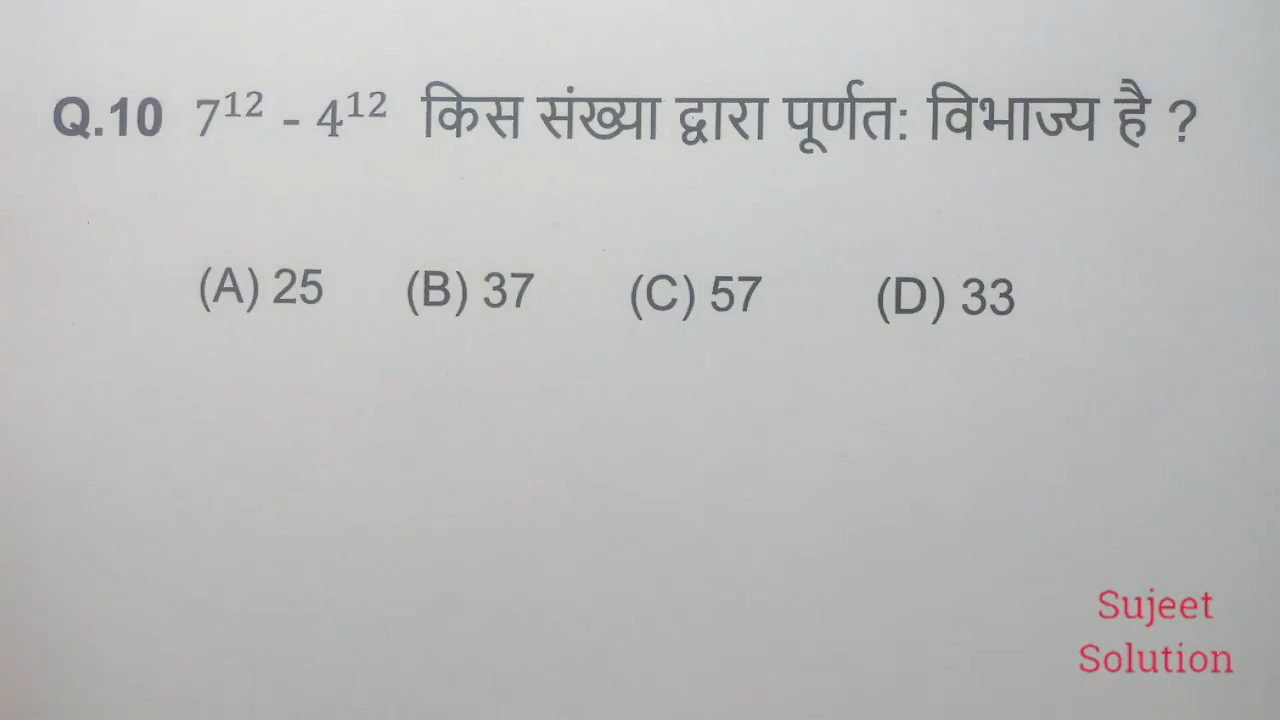 Q.10 7¹² - 4¹² किस संख्या द्वारा पूर्णत: विभाज्य है ?
(A) 25 (B) 37 (C) 57 (D) 33
Sujeet
Solution